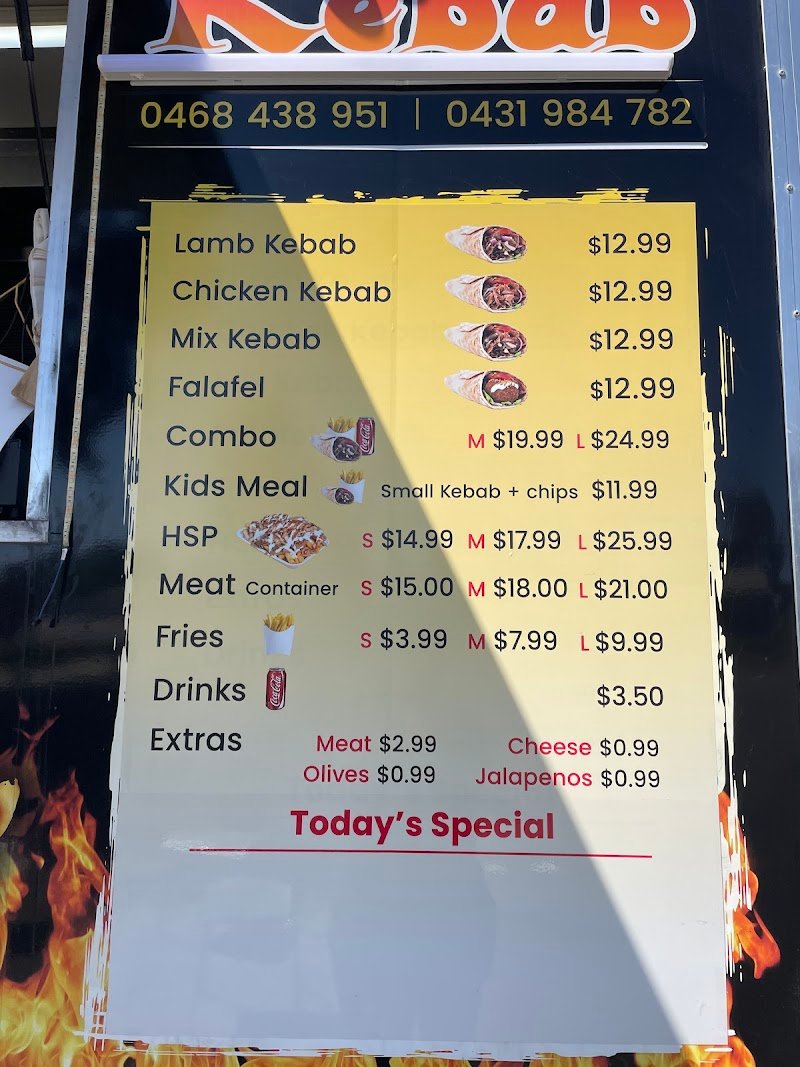 Kebab
0468 438 951 | 0431 984 782
Lamb Kebab $12.99
Chicken Kebab $12.99
Mix Kebab $12.99
Falafel $12.99
Combo M $19.99 L $24.99
Kids Meal Small Kebab + chips $11.99
HSP S $14.99 M $17.99 L $25.99
Meat Container S $15.00 M $18.00 L $21.00
Fries S $3.99 M $7.99 L $9.99
Drinks Coca-Cola $3.50
Extras Meat $2.99 Cheese $0.99
Olives $0.99 Jalapenos $0.99
Today's Special